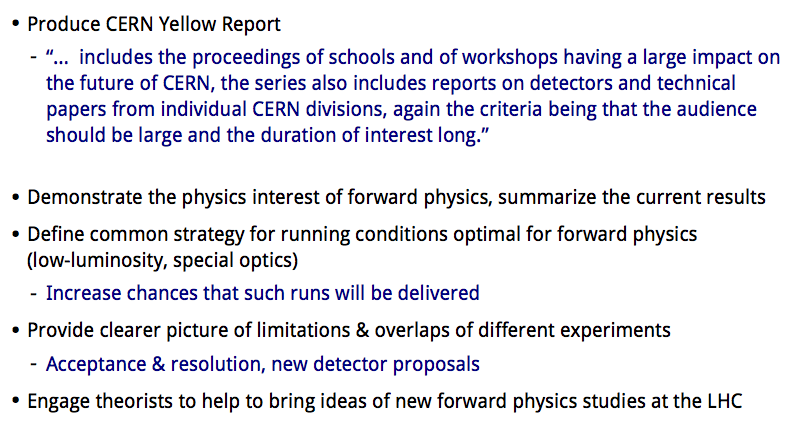 • Produce CERN Yellow Report
- “... includes the proceedings of schools and of workshops having a large impact on
the future of CERN, the series also includes reports on detectors and technical
papers from individual CERN divisions, again the criteria being that the audience
should be large and the duration of interest long.”
• Demonstrate the physics interest of forward physics, summarize the current results
• Define common strategy for running conditions optimal for forward physics
(low-luminosity, special optics)
- Increase chances that such runs will be delivered
• Provide clearer picture of limitations & overlaps of different experiments
- Acceptance & resolution, new detector proposals
• Engage theorists to help to bring ideas of new forward physics studies at the LHC